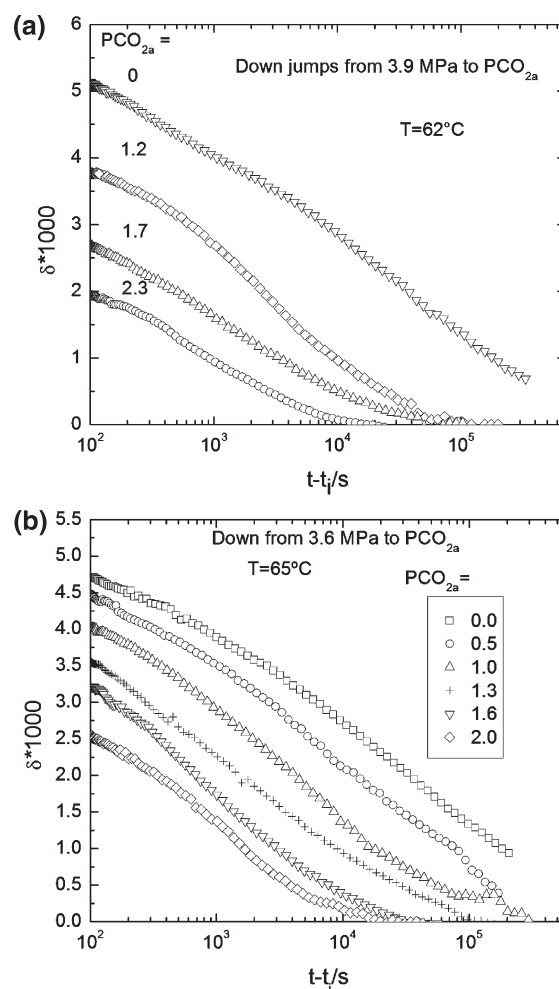 (a)
PCO2a =
Down jumps from 3.9 MPa to PCO2a
T=62°C
0
1.2
1.7
2.3
6
5
4
3
2
1
0
δ*1000
10^2 10^3 10^4 10^5
t-ti/s
(b)
Down from 3.6 MPa to PCO2a
T=65ºC
PCO2a =
0.0
0.5
1.0
1.3
1.6
2.0
5.5
5.0
4.5
4.0
3.5
3.0
2.5
2.0
1.5
1.0
0.5
0.0
δ*1000
10^2 10^3 10^4 10^5
t-ti/s